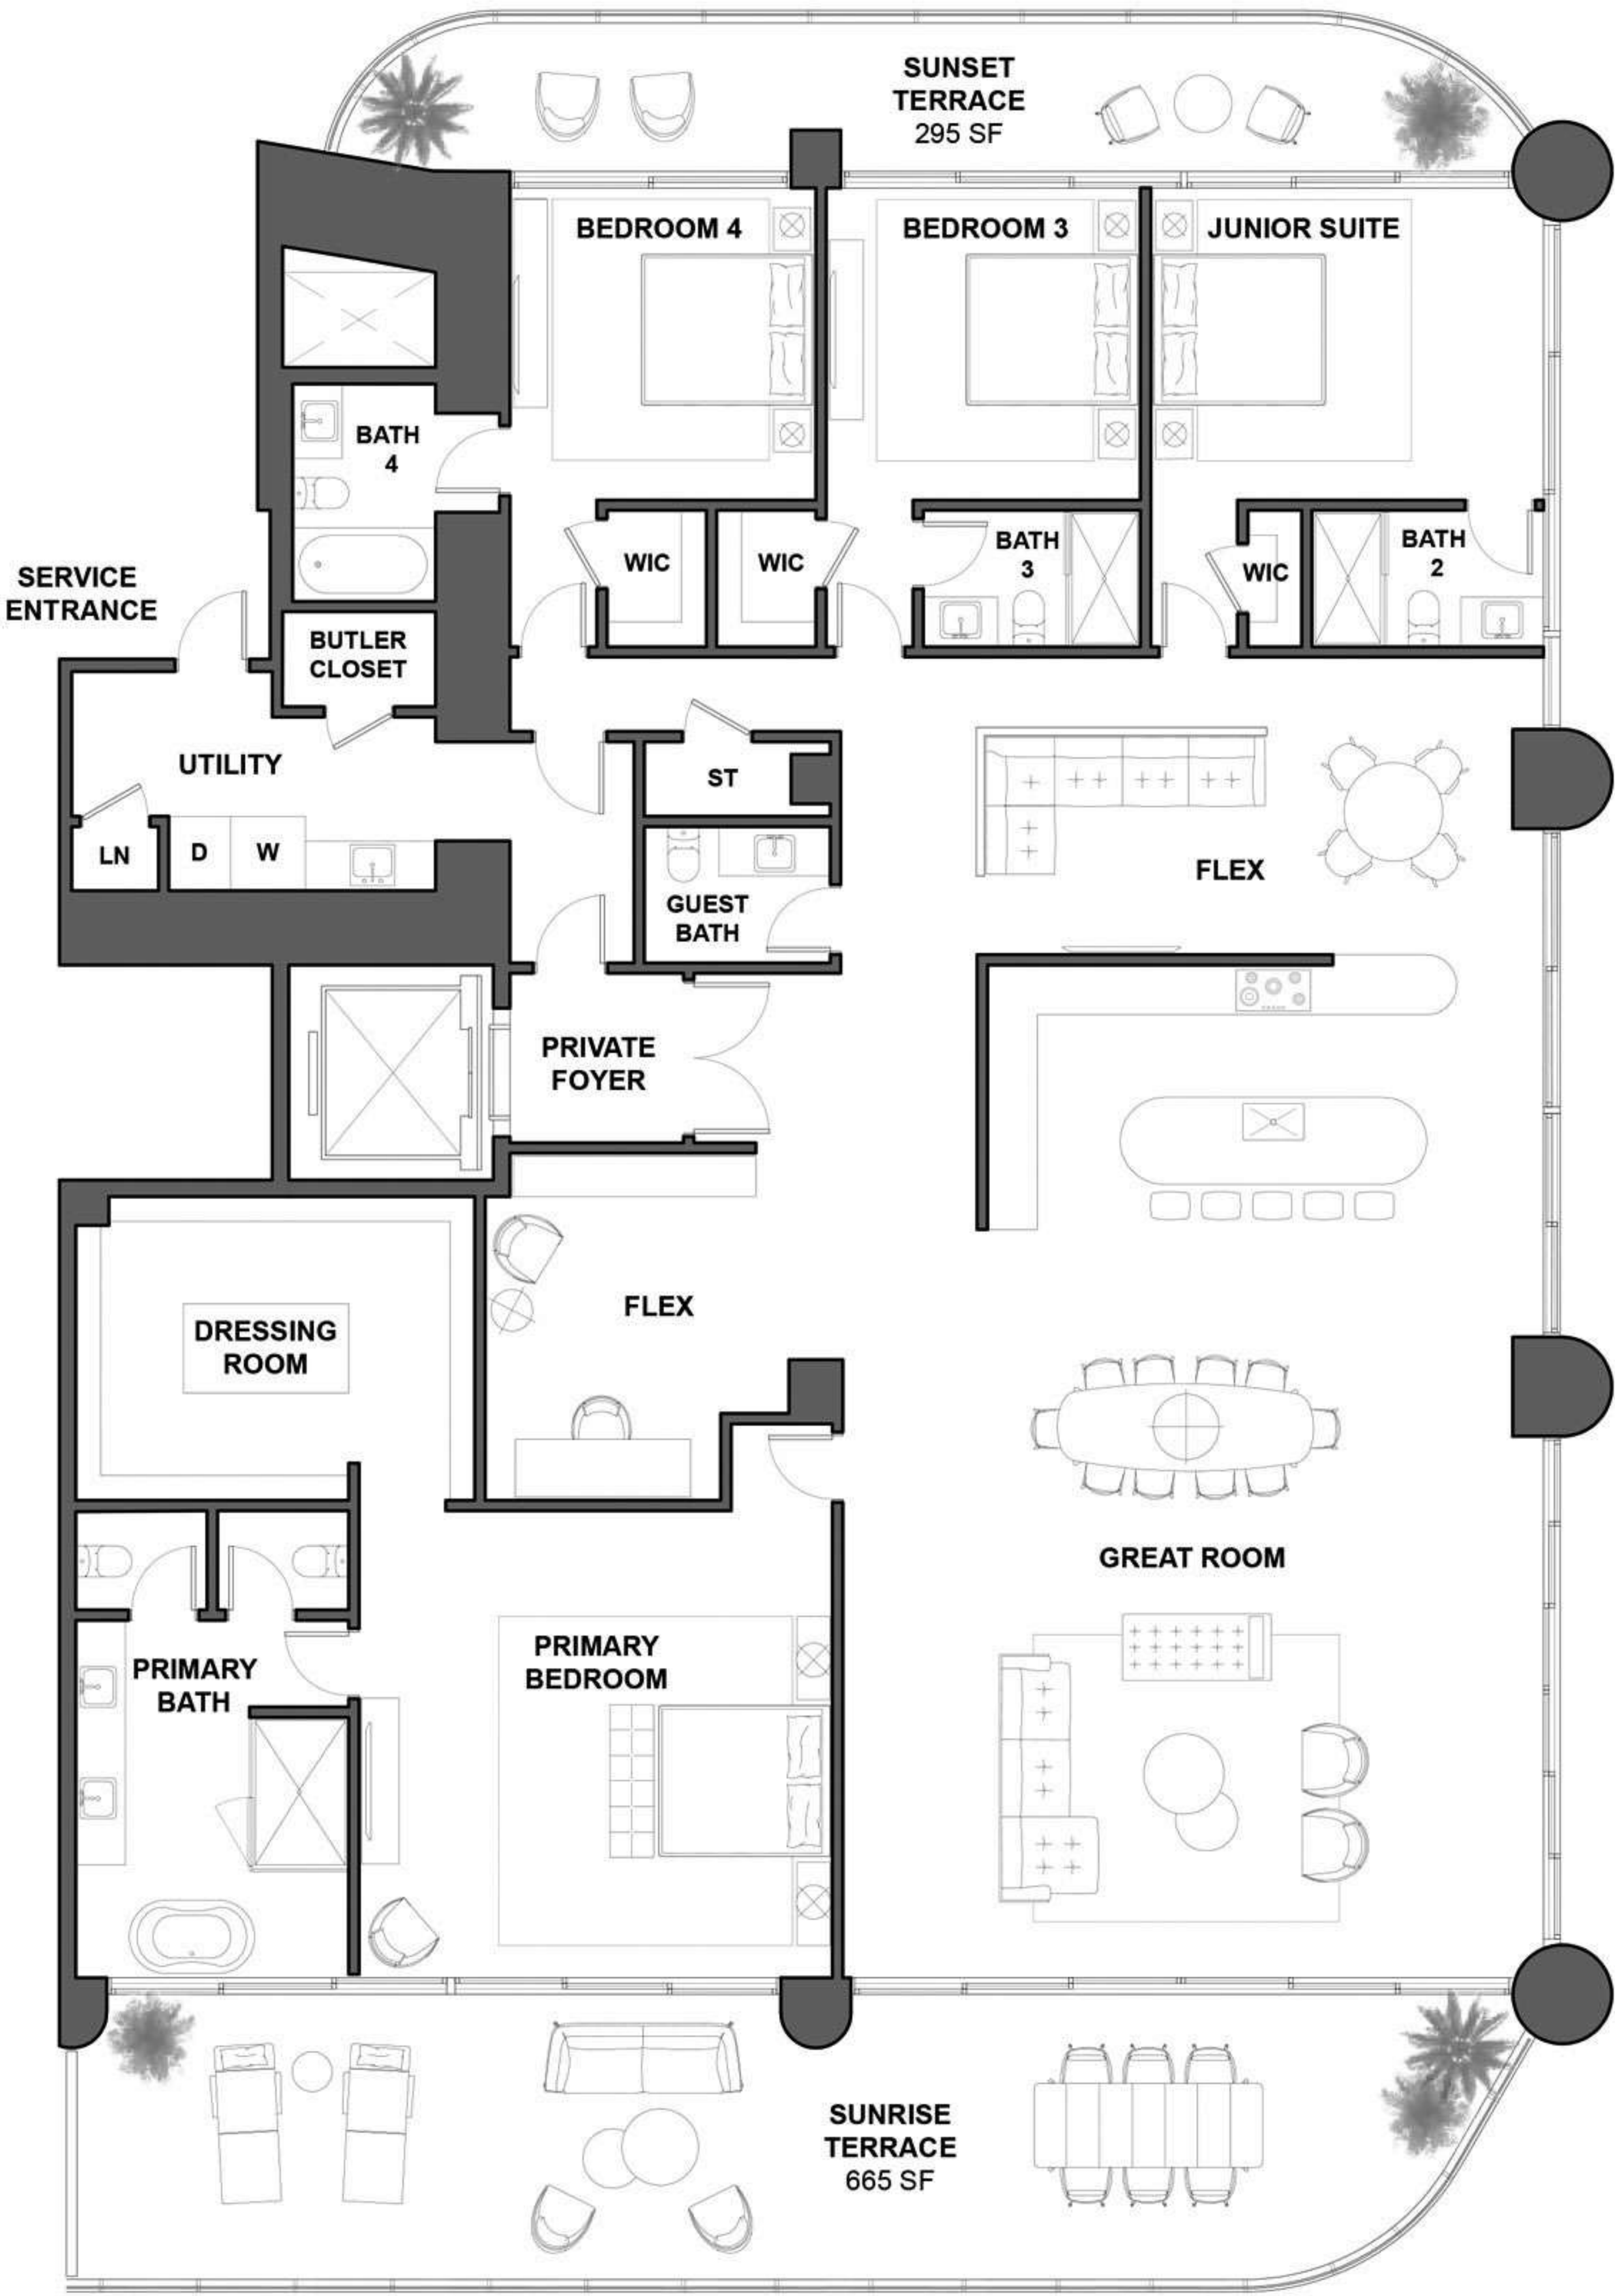 SUNSET
TERRACE
295 SF
BEDROOM 4
BEDROOM 3
JUNIOR SUITE
BATH
4
WIC
WIC
BATH
3
WIC
BATH
2
SERVICE
ENTRANCE
BUTLER
CLOSET
UTILITY
ST
LN
D
W
GUEST
BATH
FLEX
PRIVATE
FOYER
FLEX
DRESSING
ROOM
GREAT ROOM
PRIMARY
BATH
PRIMARY
BEDROOM
SUNRISE
TERRACE
665 SF